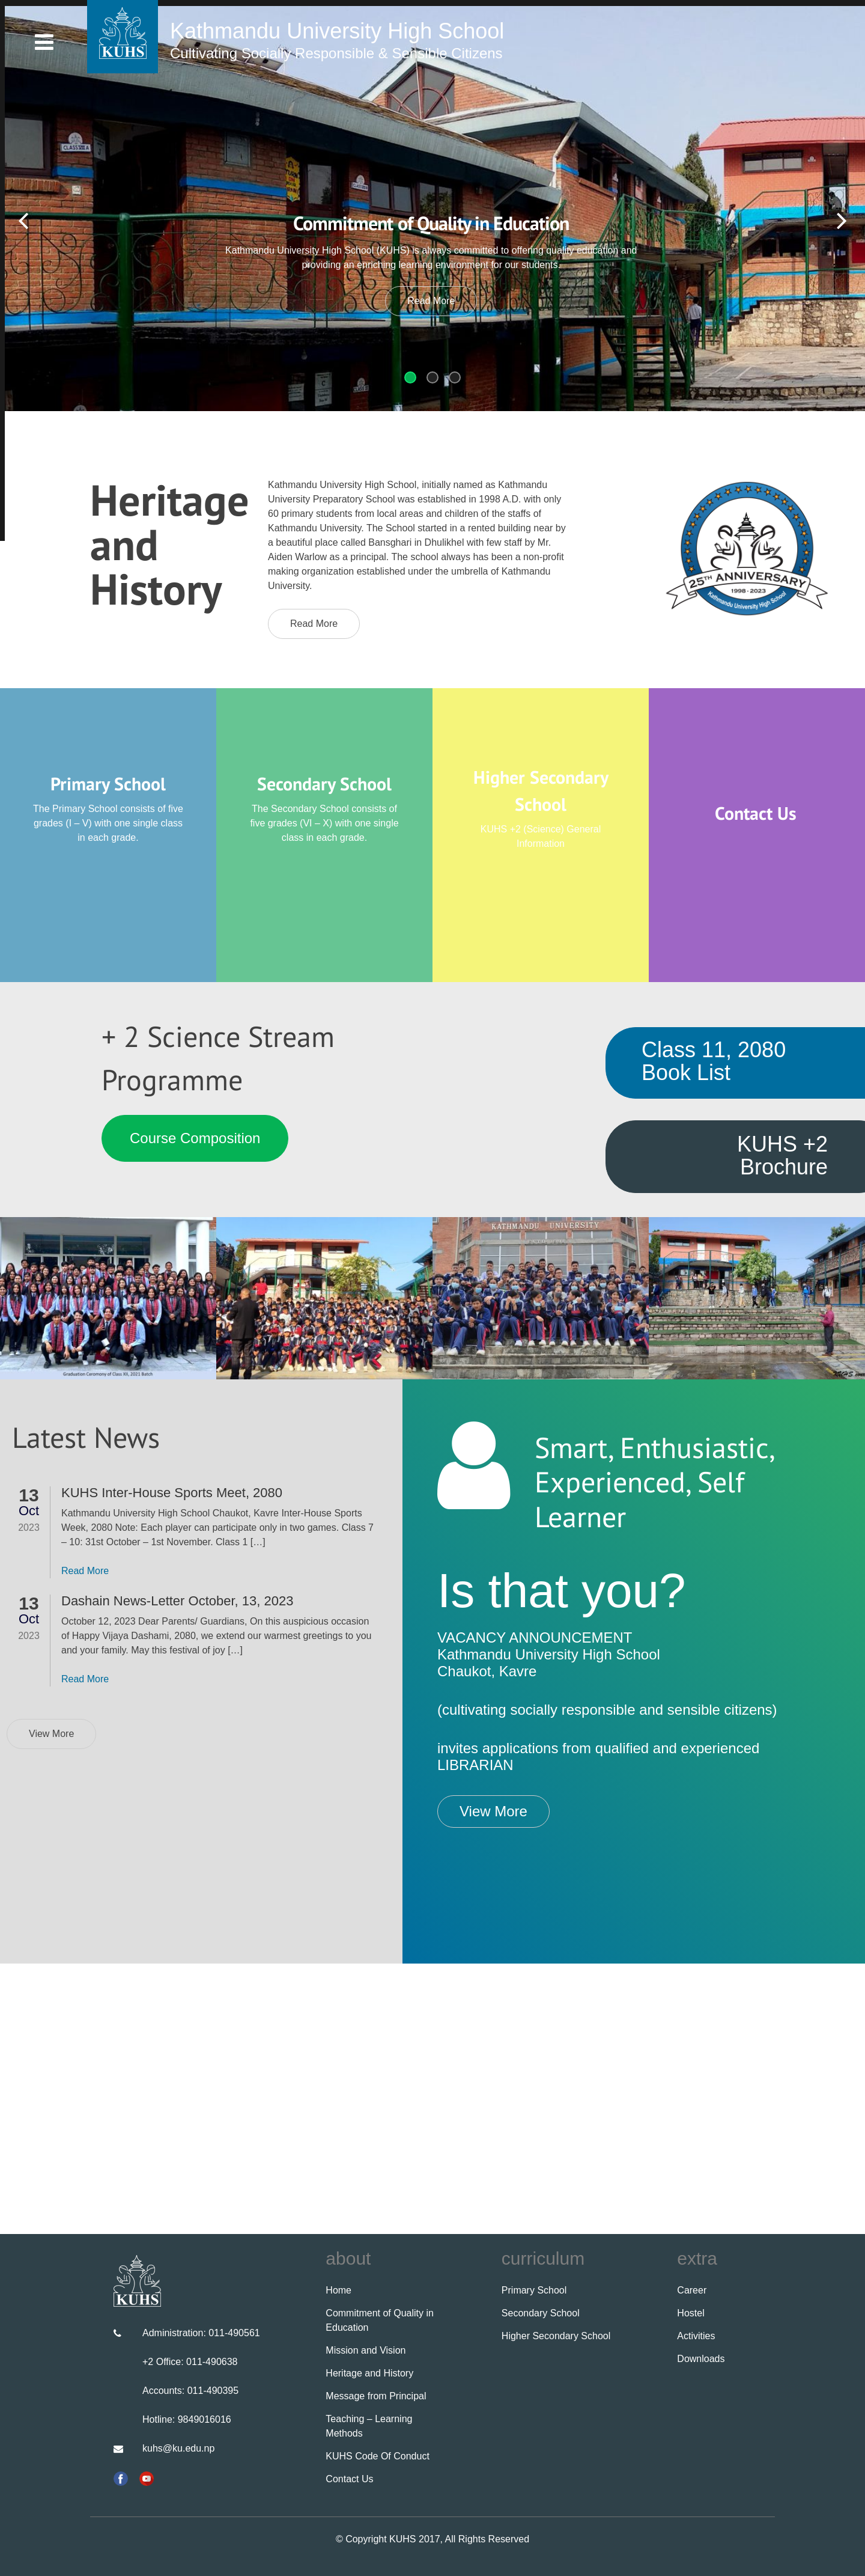 KUHS
Kathmandu University High School
Cultivating Socially Responsible & Sensible Citizens
Commitment of Quality in Education
Kathmandu University High School (KUHS) is always committed to offering quality education and
providing an enriching learning environment for our students.
Read More
Heritage
and
History
Kathmandu University High School, initially named as Kathmandu
University Preparatory School was established in 1998 A.D. with only
60 primary students from local areas and children of the staffs of
Kathmandu University. The School started in a rented building near by
a beautiful place called Bansghari in Dhulikhel with few staff by Mr.
Aiden Warlow as a principal. The school always has been a non-profit
making organization established under the umbrella of Kathmandu
University.
Read More
25TH ANNIVERSARY
1998 - 2023
Kathmandu University High School
Primary School
The Primary School consists of five
grades (I – V) with one single class
in each grade.
Secondary School
The Secondary School consists of
five grades (VI – X) with one single
class in each grade.
Higher Secondary
School
KUHS +2 (Science) General
Information
Contact Us
+ 2 Science Stream
Programme
Course Composition
Class 11, 2080
Book List
KUHS +2
Brochure
Graduation Ceremony of Class XII, 2021 Batch
KATHMANDU UNIVERSITY
Latest News
13
Oct
2023
KUHS Inter-House Sports Meet, 2080
Kathmandu University High School Chaukot, Kavre Inter-House Sports
Week, 2080 Note: Each player can participate only in two games. Class 7
– 10: 31st October – 1st November. Class 1 […]
Read More
13
Oct
2023
Dashain News-Letter October, 13, 2023
October 12, 2023 Dear Parents/ Guardians, On this auspicious occasion
of Happy Vijaya Dashami, 2080, we extend our warmest greetings to you
and your family. May this festival of joy […]
Read More
View More
Smart, Enthusiastic,
Experienced, Self
Learner
Is that you?
VACANCY ANNOUNCEMENT
Kathmandu University High School
Chaukot, Kavre
(cultivating socially responsible and sensible citizens)
invites applications from qualified and experienced
LIBRARIAN
View More
KUHS
Administration: 011-490561
+2 Office: 011-490638
Accounts: 011-490395
Hotline: 9849016016
kuhs@ku.edu.np
about
Home
Commitment of Quality in
Education
Mission and Vision
Heritage and History
Message from Principal
Teaching – Learning
Methods
KUHS Code Of Conduct
Contact Us
curriculum
Primary School
Secondary School
Higher Secondary School
extra
Career
Hostel
Activities
Downloads
© Copyright KUHS 2017, All Rights Reserved